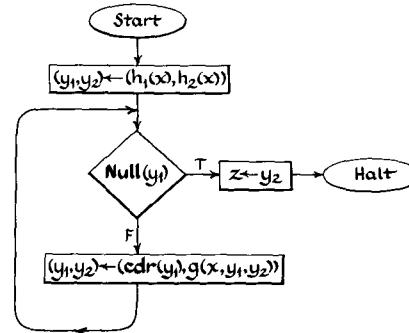 Start
(y₁,y₂)←(h₁(x),h₂(x))
Null(y₁)
T
z←y₂
Halt
F
(y₁,y₂)←(cdr(y₁),g(x,y₁,y₂))